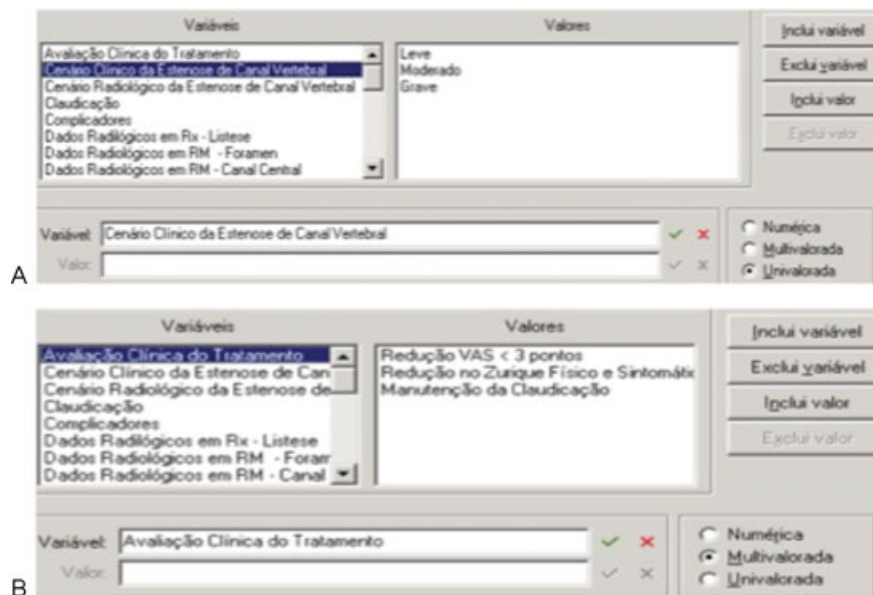 Variáveis
Valores
Avaliação Clínica do Tratamento
Cenário Clínico da Estenose de Canal Vertebral
Cenário Radiológico da Estenose de Canal Vertebral
Claudicação
Complicadores
Dados Radilógicos em Rx - Listese
Dados Radiológicos em RM - Foramen
Dados Radiológicos em RM - Canal Central
Leve
Moderado
Grave
Inclui variável
Exclui variável
Inclui valor
Exclui valor
Variável: Cenário Clínico da Estenose de Canal Vertebral
Valor:
Numérica
Multivalorada
Univalorada
A
Variáveis
Valores
Avaliação Clínica do Tratamento
Cenário Clínico da Estenose de Can
Cenário Radiológico da Estenose de
Claudicação
Complicadores
Dados Radilógicos em Rx - Listese
Dados Radiológicos em RM - Foram
Dados Radiológicos em RM - Canal
Redução VAS < 3 pontos
Redução no Zurique Físico e Sintomátic
Manutenção da Claudicação
Inclui variável
Exclui variável
Inclui valor
Exclui valor
Variável: Avaliação Clínica do Tratamento
Valor:
Numérica
Multivalorada
Univalorada
B